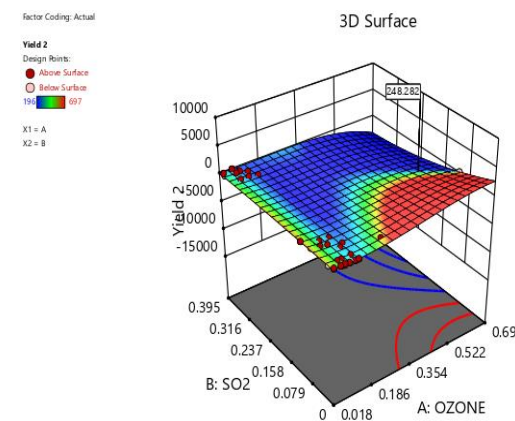 Factor Coding: Actual
3D Surface
Yield 2
Design Points:
Above Surface
Below Surface
196 697
X1 = A
X2 = B
248.282
10000
5000
0
-5000
-10000
-15000
Yield 2
0.395
0.316
0.237
0.158
0.079
0
B: SO2
0.018
0.186
0.354
0.522
0.69
A: OZONE